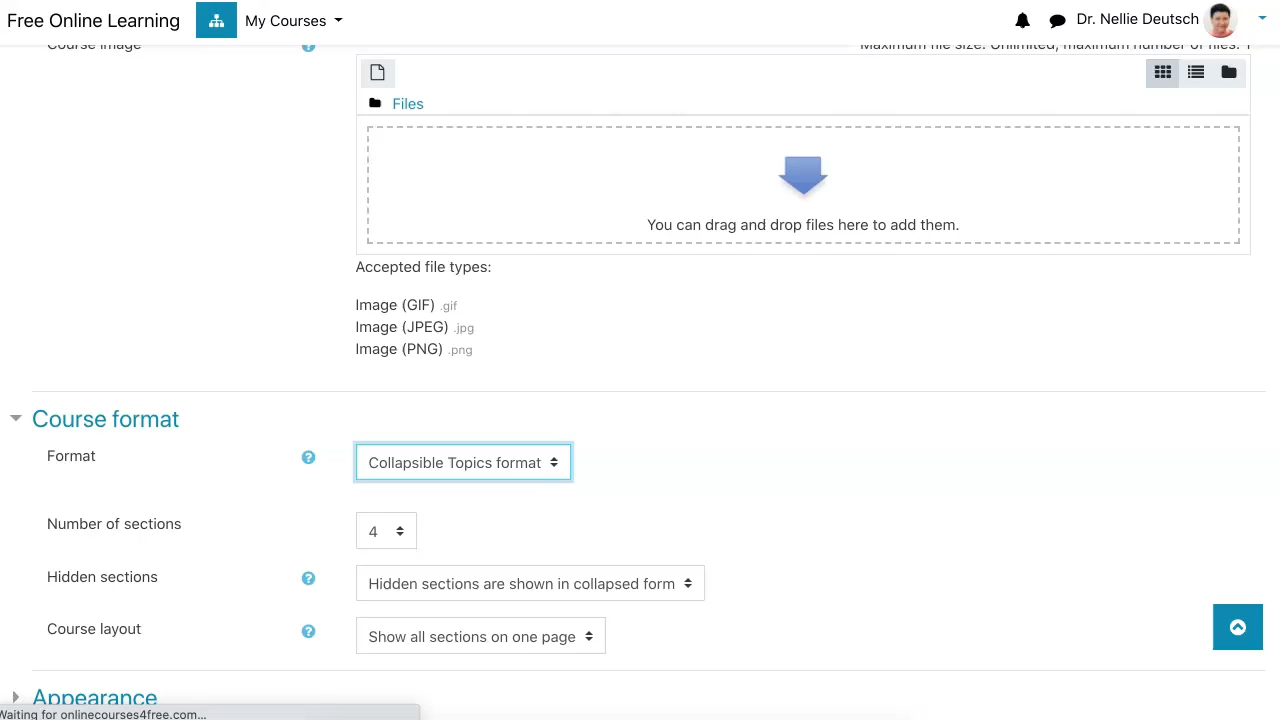 Free Online Learning My Courses Dr. Nellie Deutsch
Course image Maximum file size: Unlimited, maximum number of files: 1
Files
You can drag and drop files here to add them.
Accepted file types:
Image (GIF) .gif
Image (JPEG) .jpg
Image (PNG) .png
Course format
Format Collapsible Topics format
Number of sections 4
Hidden sections Hidden sections are shown in collapsed form
Course layout Show all sections on one page
Appearance
Waiting for onlinecourses4free.com...